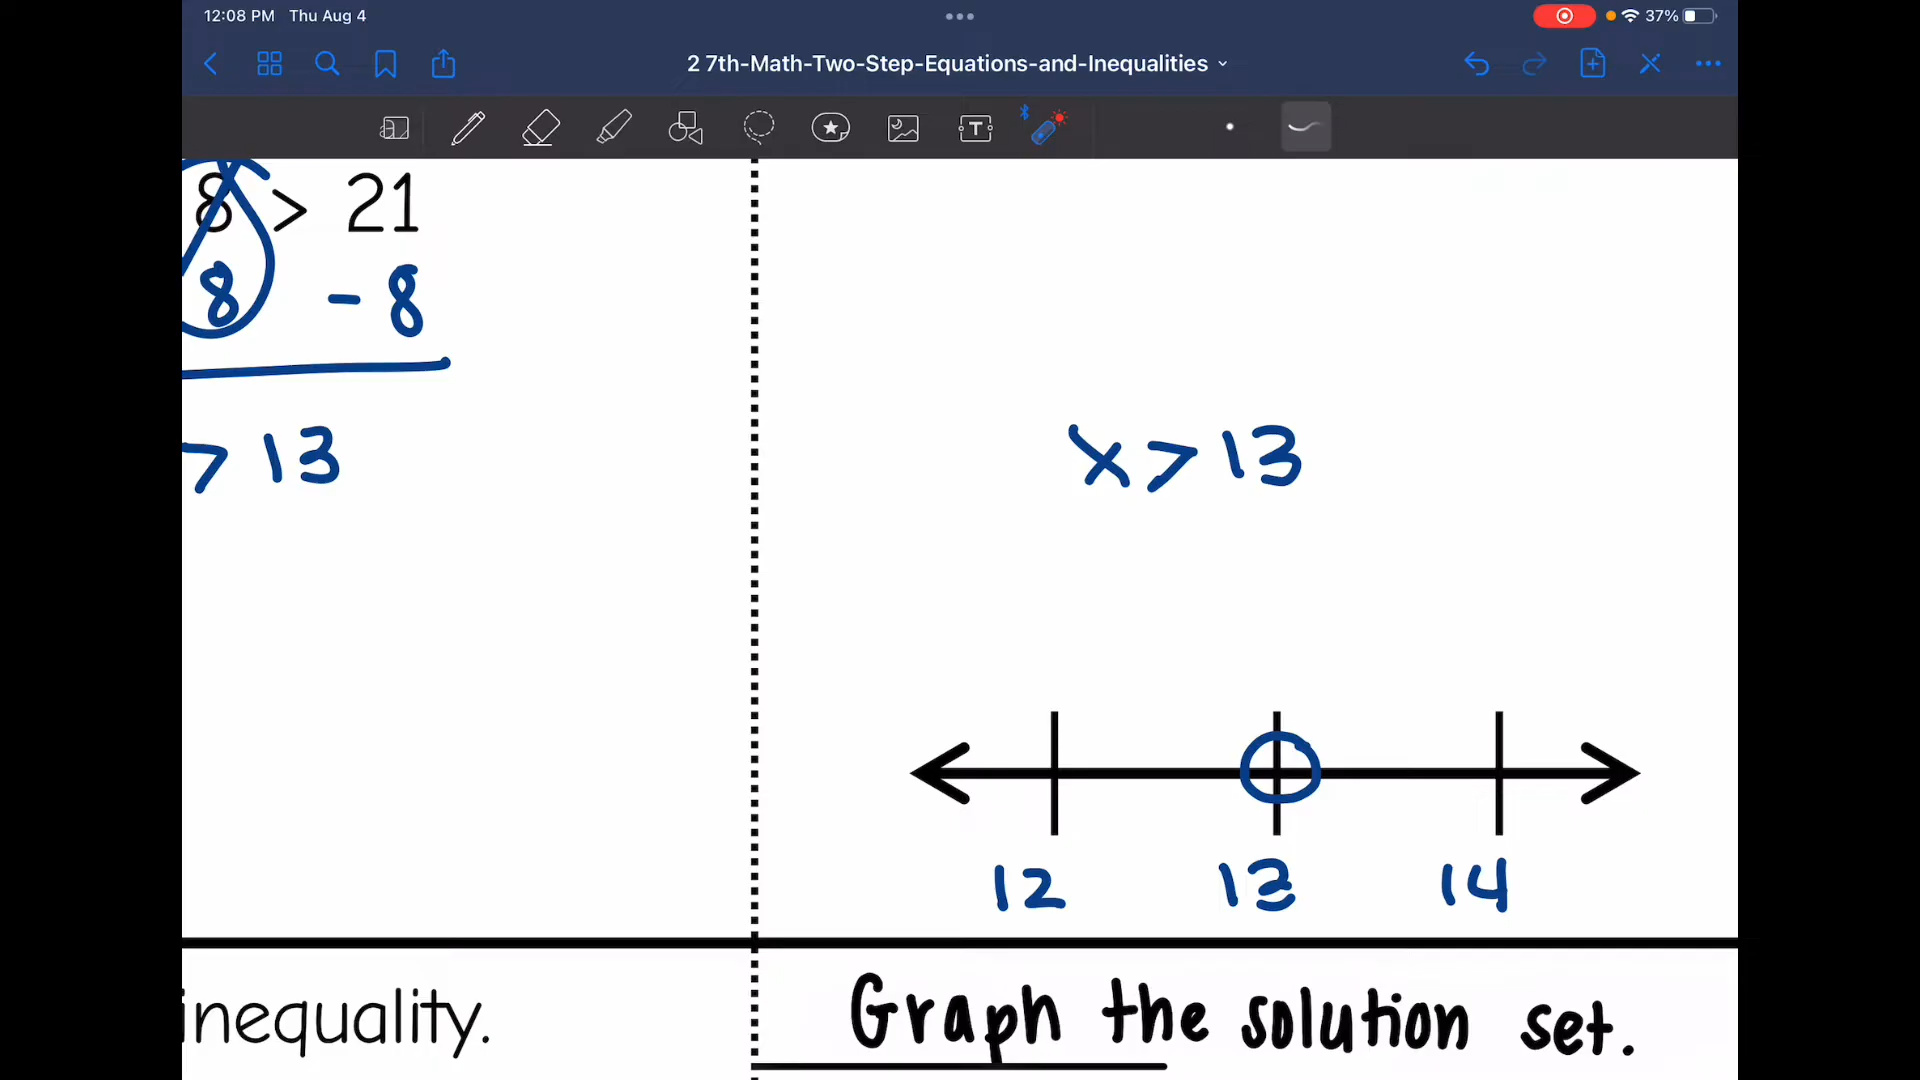 12:08 PM Thu Aug 4
37%
2 7th-Math-Two-Step-Equations-and-Inequalities
T
8 > 21
8 - 8
> 13
x > 13
12 13 14
inequality.
Graph the solution set.